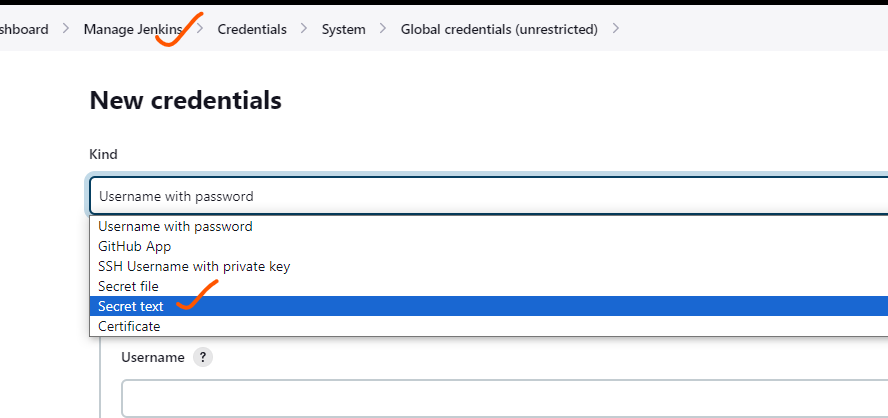 shboard > Manage Jenkins > Credentials > System > Global credentials (unrestricted) >
New credentials
Kind
Username with password
Username with password
GitHub App
SSH Username with private key
Secret file
Secret text
Certificate
Username ?